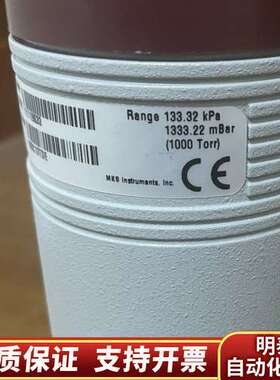 Range 133.32 kPa
1333.22 mBar
(1000 Torr)
MKS Instruments, Inc.
CE
质保证 支持开票
明
自动化